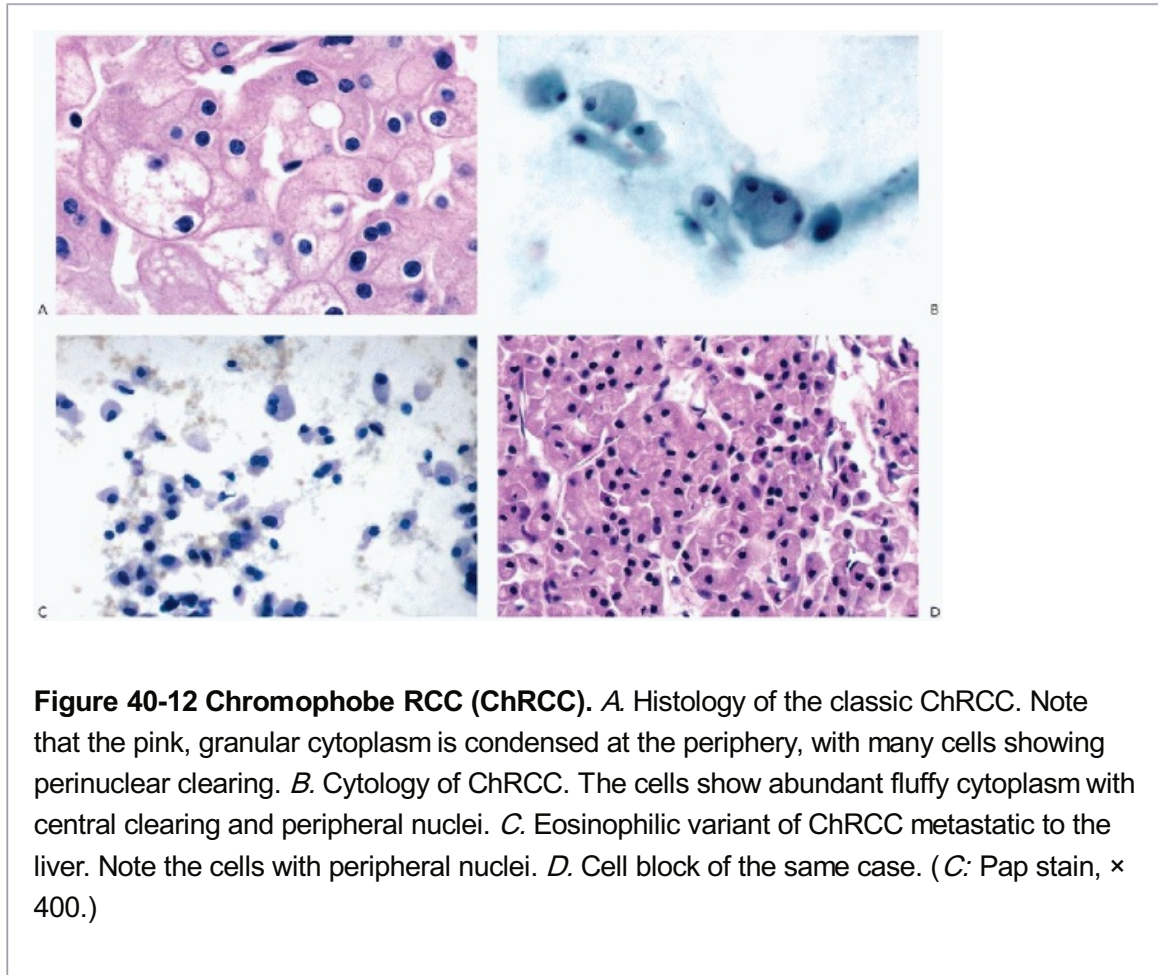 A
B
C
D
Figure 40-12 Chromophobe RCC (ChRCC). A. Histology of the classic ChRCC. Note
that the pink, granular cytoplasm is condensed at the periphery, with many cells showing
perinuclear clearing. B. Cytology of ChRCC. The cells show abundant fluffy cytoplasm with
central clearing and peripheral nuclei. C. Eosinophilic variant of ChRCC metastatic to the
liver. Note the cells with peripheral nuclei. D. Cell block of the same case. (C: Pap stain, ×
400.)